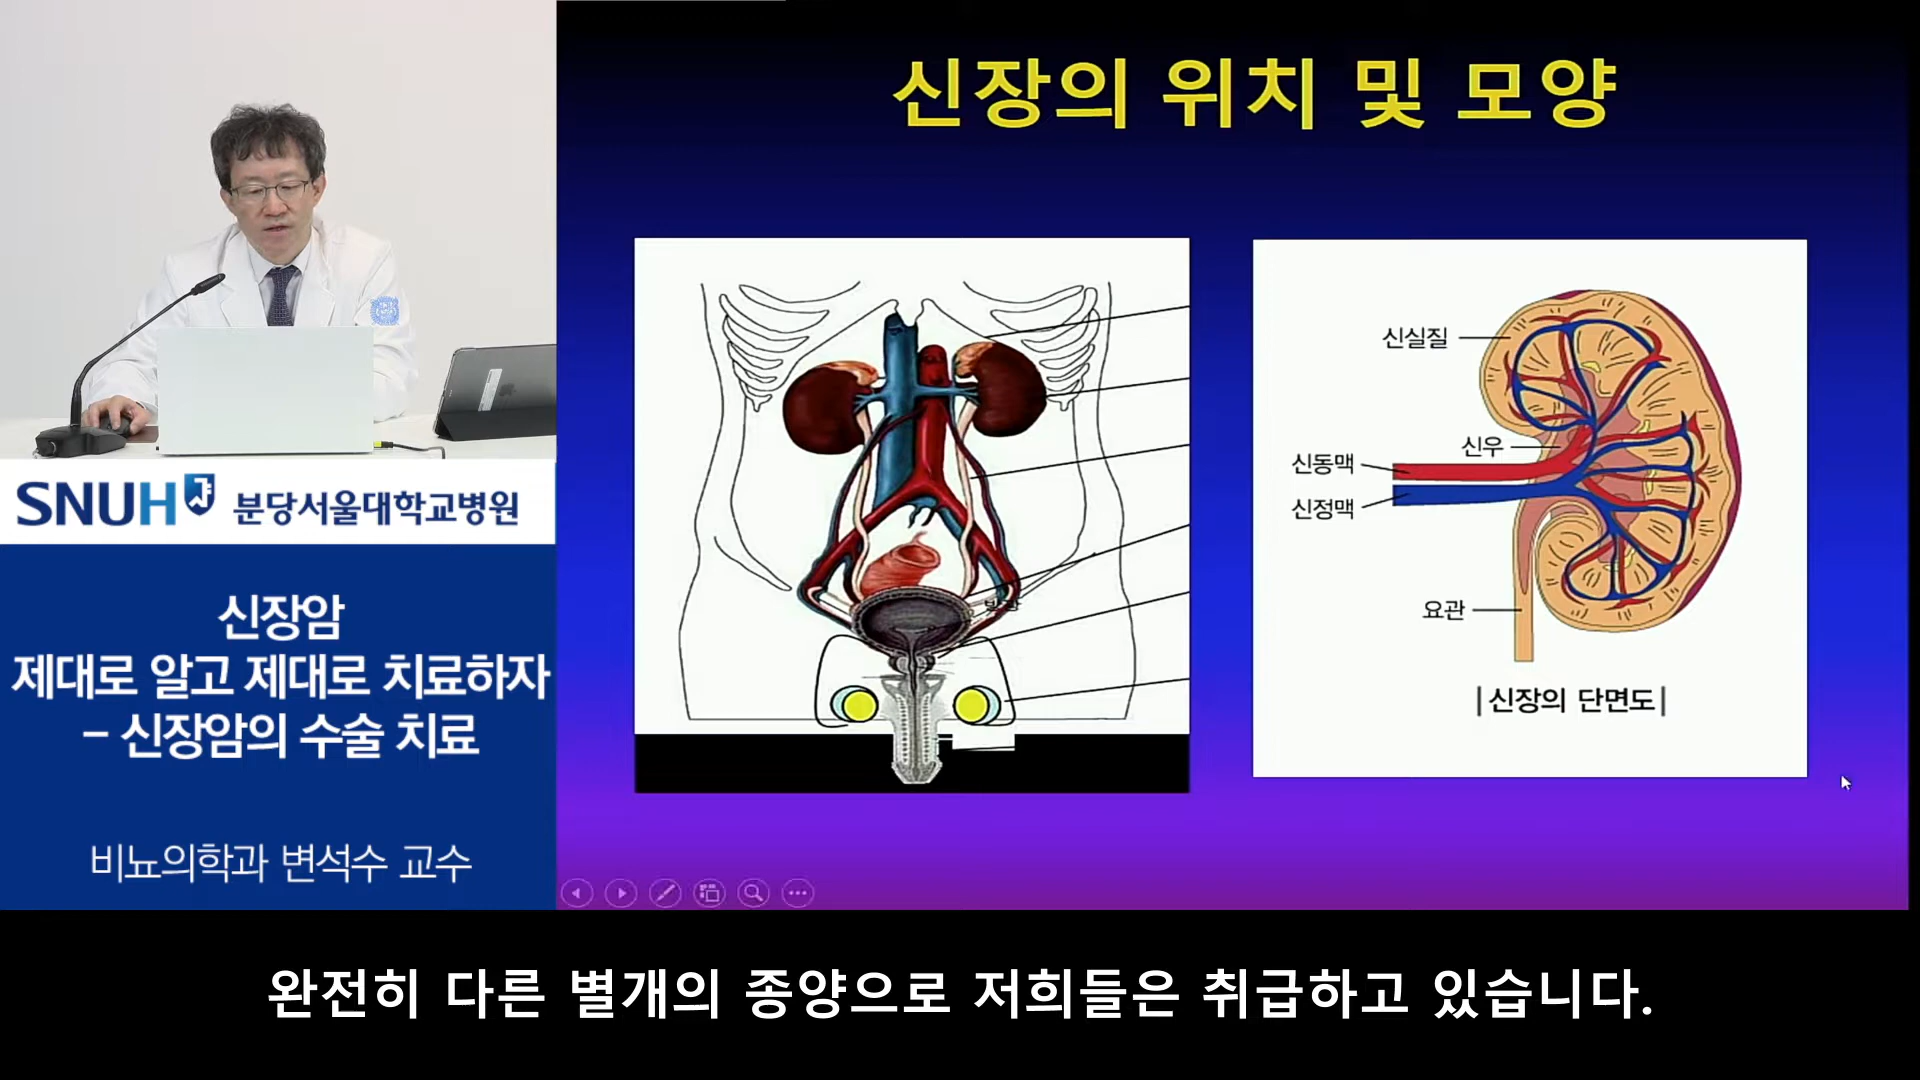 신장의 위치 및 모양
신실질
신우
신동맥
신정맥
요관
|신장의 단면도|
SNUH 분당서울대학교병원
신장암
제대로 알고 제대로 치료하자
- 신장암의 수술 치료
비뇨의학과 변석수 교수
완전히 다른 별개의 종양으로 저희들은 취급하고 있습니다.